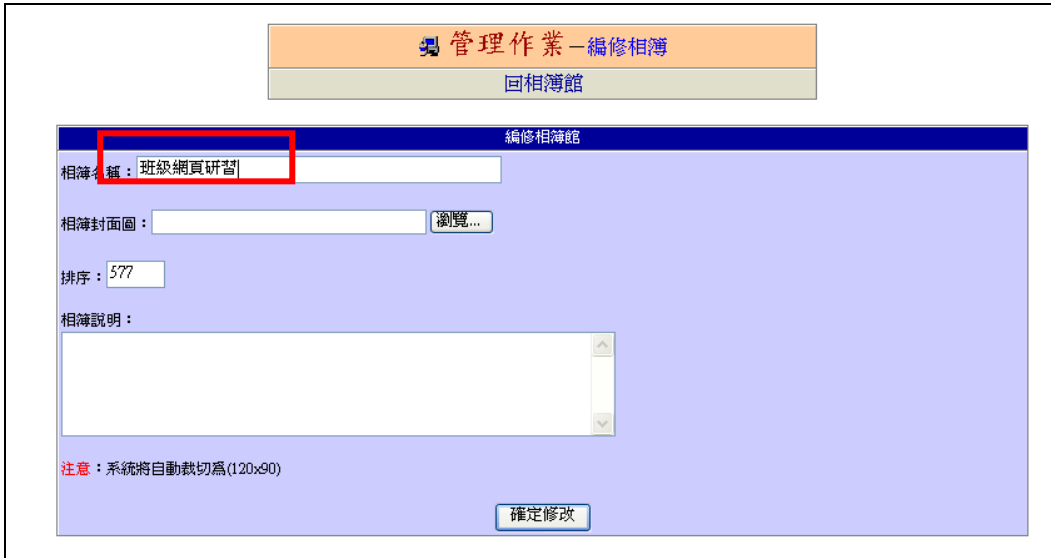 管理作業－編修相簿
回相簿館
編修相簿館
相簿名稱：班級網頁研習
相簿封面圖： 瀏覽...
排序：577
相簿說明：
注意：系統將自動裁切為(120x90)
確定修改